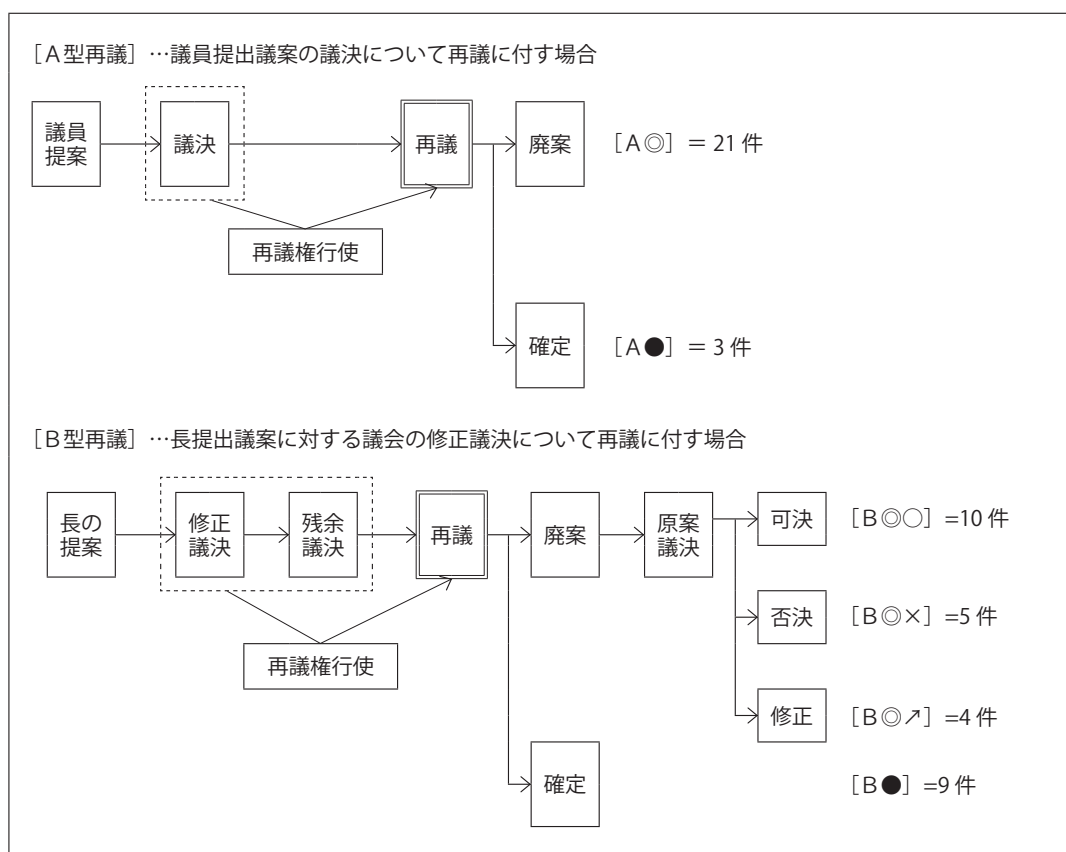 ［A型再議］…議員提出議案の議決について再議に付す場合
議員
提案
議決
再議
廃案
［A◎］＝ 21 件
再議権行使
確定
［A●］＝ 3 件
［B型再議］…長提出議案に対する議会の修正議決について再議に付す場合
長の
提案
修正
議決
残余
議決
再議
廃案
原案
議決
可決
［B◎○］=10 件
否決
［B◎×］=5 件
再議権行使
修正
［B◎↗］=4 件
確定
［B●］=9 件